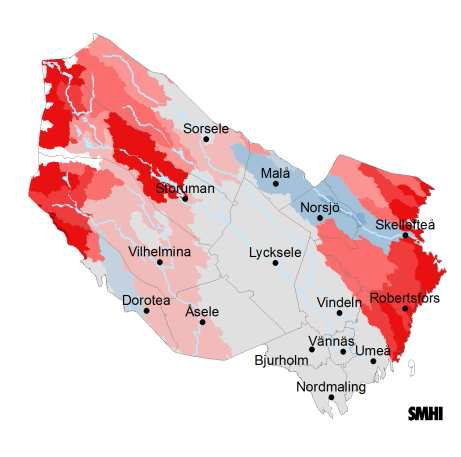 Sorsele
Malå
Storuman
Norsjö
Skellefteå
Vilhelmina
Lycksele
Dorotea
Åsele
Vindeln
Robertsfors
Vännäs
Bjurholm
Umeå
Nordmaling
SMHI